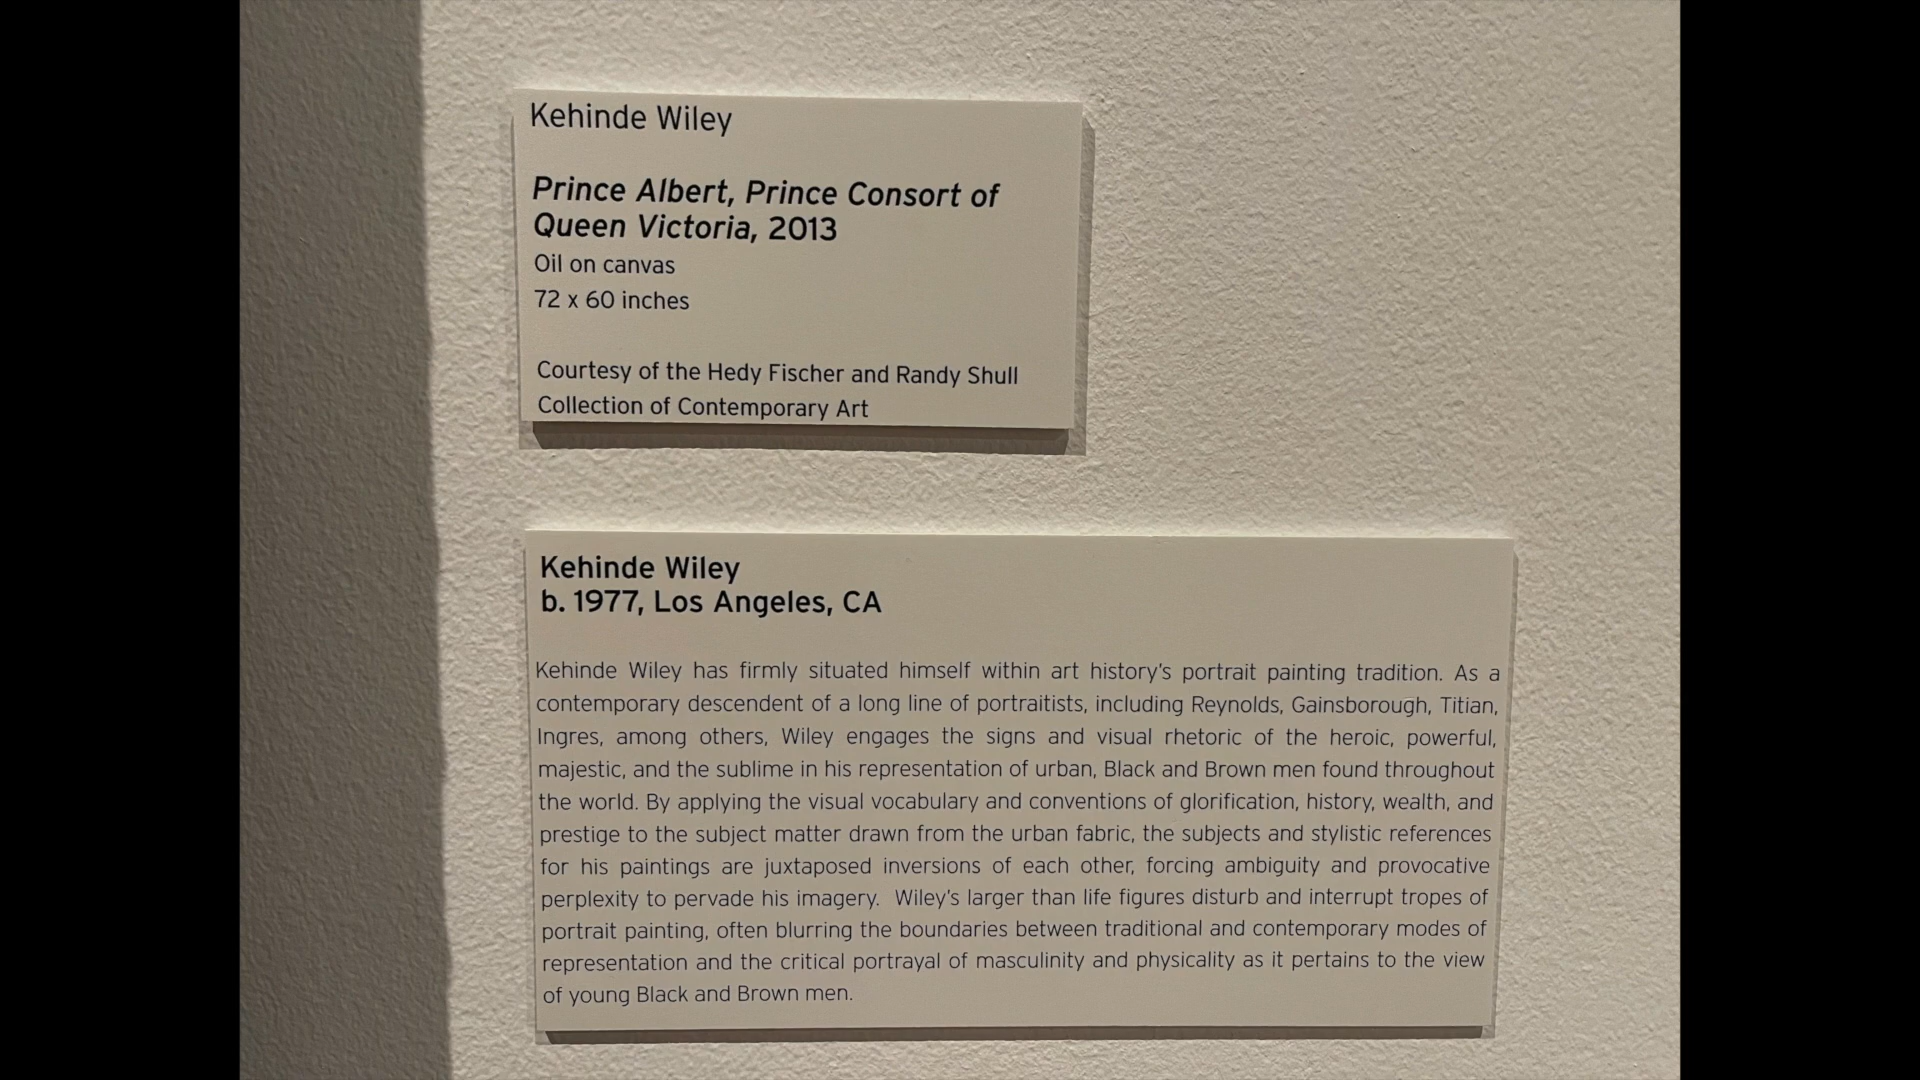 Kehinde Wiley
Prince Albert, Prince Consort of
Queen Victoria, 2013
Oil on canvas
72 x 60 inches
Courtesy of the Hedy Fischer and Randy Shull
Collection of Contemporary Art
Kehinde Wiley
b. 1977, Los Angeles, CA
Kehinde Wiley has firmly situated himself within art history's portrait painting tradition. As a
contemporary descendent of a long line of portraitists, including Reynolds, Gainsborough, Titian,
Ingres, among others, Wiley engages the signs and visual rhetoric of the heroic, powerful,
majestic, and the sublime in his representation of urban, Black and Brown men found throughout
the world. By applying the visual vocabulary and conventions of glorification, history, wealth, and
prestige to the subject matter drawn from the urban fabric, the subjects and stylistic references
for his paintings are juxtaposed inversions of each other, forcing ambiguity and provocative
perplexity to pervade his imagery. Wiley's larger than life figures disturb and interrupt tropes of
portrait painting, often blurring the boundaries between traditional and contemporary modes of
representation and the critical portrayal of masculinity and physicality as it pertains to the view
of young Black and Brown men.